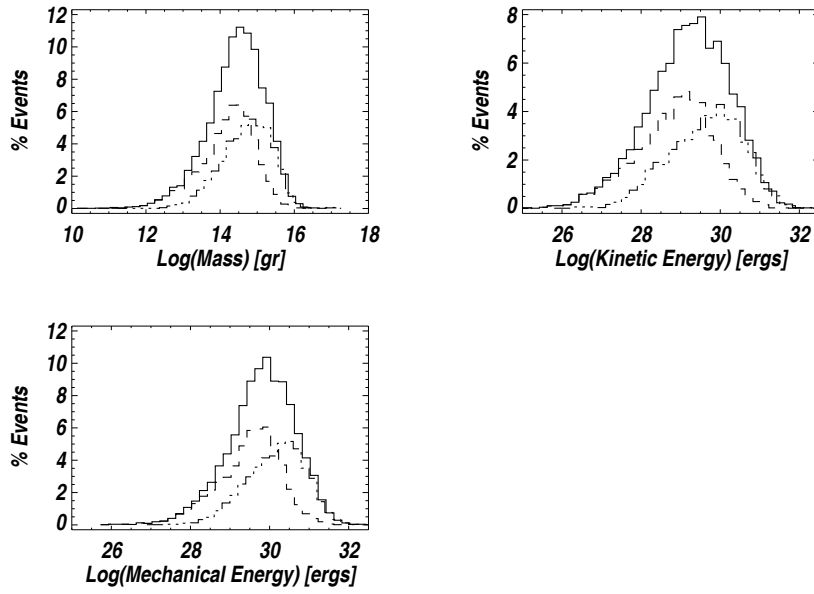 12
10
8
6
4
2
0
% Events
10 12 14 16 18
Log(Mass) [gr]
8
6
4
2
0
% Events
26 28 30 32
Log(Kinetic Energy) [ergs]
12
10
8
6
4
2
0
% Events
26 28 30 32
Log(Mechanical Energy) [ergs]